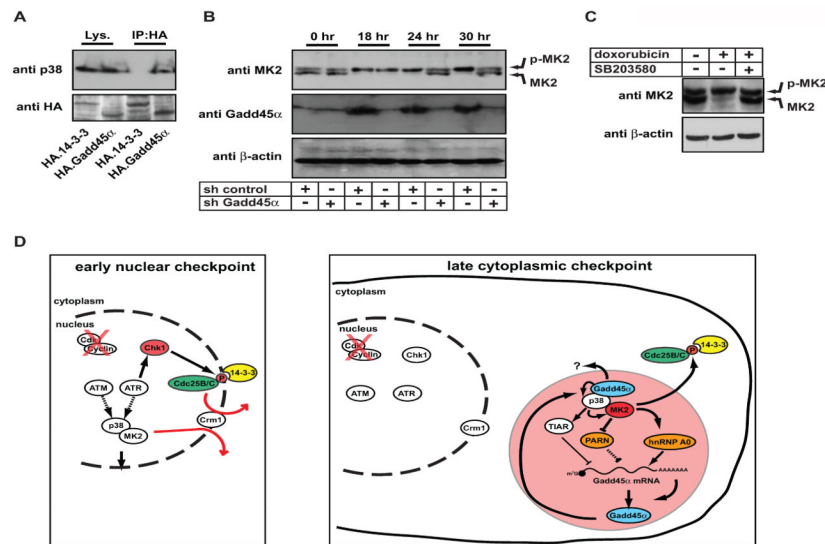 A
Lys. IP:HA
anti p38
anti HA
HA.14-3-3
HA.Gadd45α
HA.14-3-3
HA.Gadd45α
B
0 hr 18 hr 24 hr 30 hr
anti MK2
p-MK2
MK2
anti Gadd45α
anti β-actin
sh control + - + - + - + -
sh Gadd45α - + - + - + - +
C
doxorubicin - + +
SB203580 - - +
anti MK2
p-MK2
MK2
anti β-actin
D
early nuclear checkpoint
cytoplasm
nucleus
Cdk
Cyclin
Chk1
14-3-3
P
Cdc25B/C
ATM
ATR
p38
MK2
Crm1
late cytoplasmic checkpoint
cytoplasm
nucleus
Cdk
Cyclin
Chk1
ATM
ATR
Crm1
14-3-3
P
Cdc25B/C
?
Gadd45α
p38
MK2
TIAR
PARN
hnRNP A0
m⁷G
AAAAAAA
Gadd45α mRNA
Gadd45α